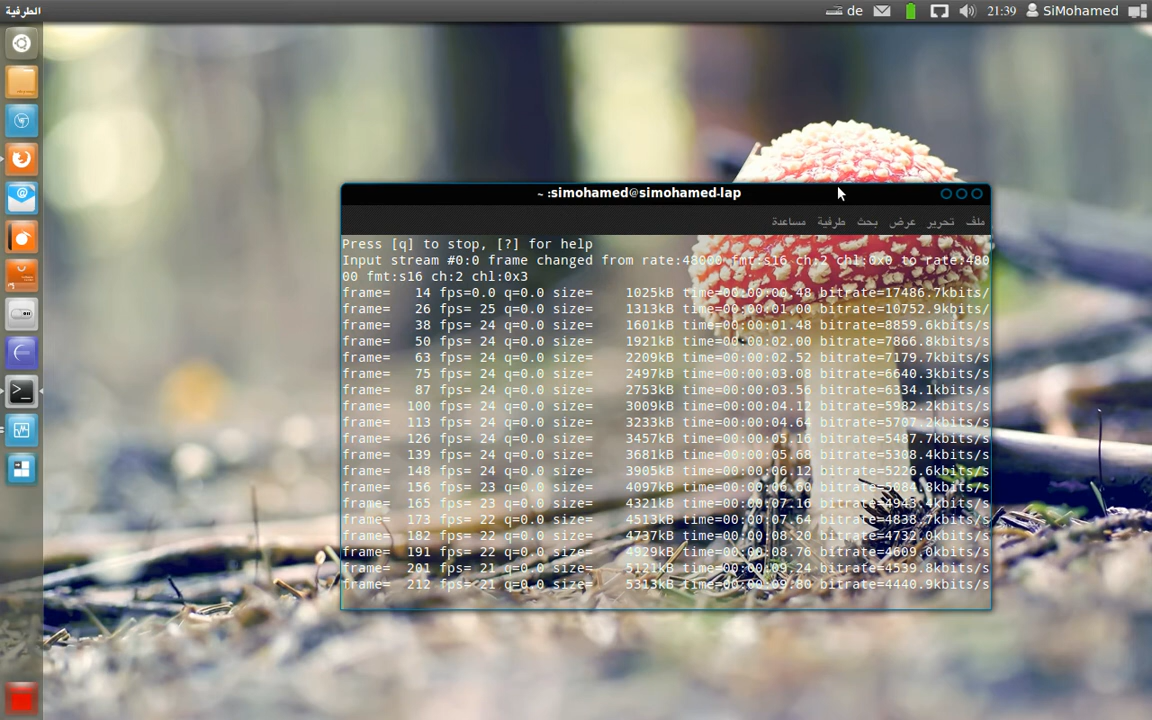 الطرفية
de
21:39
SiMohamed
~ :simohamed@simohamed-lap
ملف تحرير عرض بحث طرفية مساعدة
Press [q] to stop, [?] for help
Input stream #0:0 frame changed from rate:48000 fmt:s16 ch:2 chl:0x0 to rate:480
00 fmt:s16 ch:2 chl:0x3
frame=   14 fps=0.0 q=0.0 size=    1025kB time=00:00:00.48 bitrate=17486.7kbits/
frame=   26 fps= 25 q=0.0 size=    1313kB time=00:00:01.00 bitrate=10752.9kbits/
frame=   38 fps= 24 q=0.0 size=    1601kB time=00:00:01.48 bitrate=8859.6kbits/s
frame=   50 fps= 24 q=0.0 size=    1921kB time=00:00:02.00 bitrate=7866.8kbits/s
frame=   63 fps= 24 q=0.0 size=    2209kB time=00:00:02.52 bitrate=7179.7kbits/s
frame=   75 fps= 24 q=0.0 size=    2497kB time=00:00:03.08 bitrate=6640.3kbits/s
frame=   87 fps= 24 q=0.0 size=    2753kB time=00:00:03.56 bitrate=6334.1kbits/s
frame=  100 fps= 24 q=0.0 size=    3009kB time=00:00:04.12 bitrate=5982.2kbits/s
frame=  113 fps= 24 q=0.0 size=    3233kB time=00:00:04.64 bitrate=5707.2kbits/s
frame=  126 fps= 24 q=0.0 size=    3457kB time=00:00:05.16 bitrate=5487.7kbits/s
frame=  139 fps= 24 q=0.0 size=    3681kB time=00:00:05.68 bitrate=5308.4kbits/s
frame=  148 fps= 24 q=0.0 size=    3905kB time=00:00:06.12 bitrate=5226.6kbits/s
frame=  156 fps= 23 q=0.0 size=    4097kB time=00:00:06.60 bitrate=5084.8kbits/s
frame=  165 fps= 23 q=0.0 size=    4321kB time=00:00:07.16 bitrate=4943.4kbits/s
frame=  173 fps= 22 q=0.0 size=    4513kB time=00:00:07.64 bitrate=4838.7kbits/s
frame=  182 fps= 22 q=0.0 size=    4737kB time=00:00:08.20 bitrate=4732.0kbits/s
frame=  191 fps= 22 q=0.0 size=    4929kB time=00:00:08.76 bitrate=4609.0kbits/s
frame=  201 fps= 21 q=0.0 size=    5121kB time=00:00:09.24 bitrate=4539.8kbits/s
frame=  212 fps= 21 q=0.0 size=    5313kB time=00:00:09.80 bitrate=4440.9kbits/s